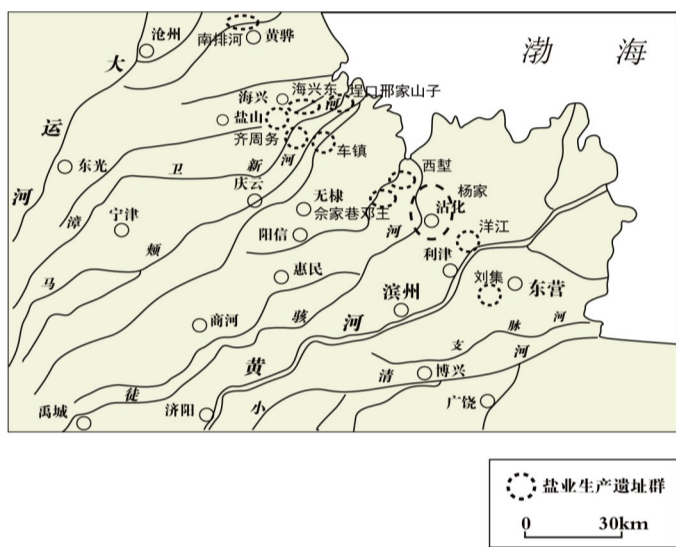 渤海
沧州
南排河
黄骅
大运河
海兴
海兴东
埕口邢家山子
盐山
齐周务
车镇
东光
卫新河
河
西堼
杨家
庆云
无棣
佘家巷邓王
沾化
漳
宁津
阳信
河
洋江
马颊
利津
惠民
滨州
刘集
东营
商河
骇
黄河
支脉河
徒
小清河
博兴
禹城
济阳
广饶
盐业生产遗址群
0 30km